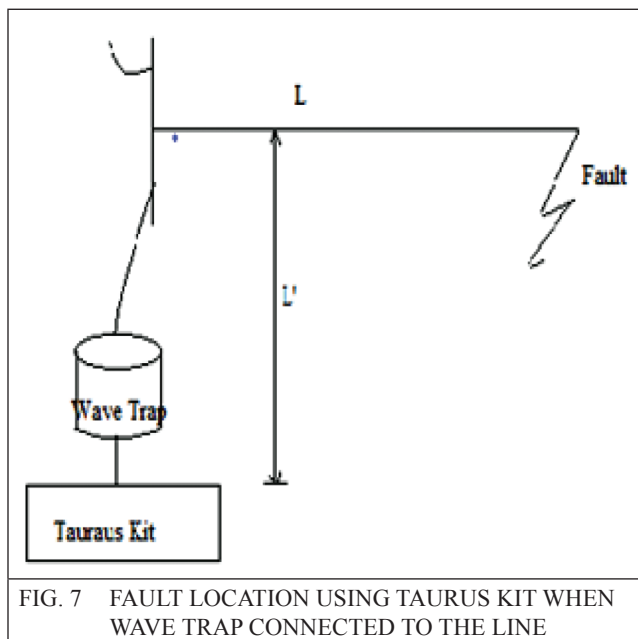 L
Fault
L'
Wave Trap
Tauraus Kit
FIG. 7 FAULT LOCATION USING TAURUS KIT WHEN
WAVE TRAP CONNECTED TO THE LINE